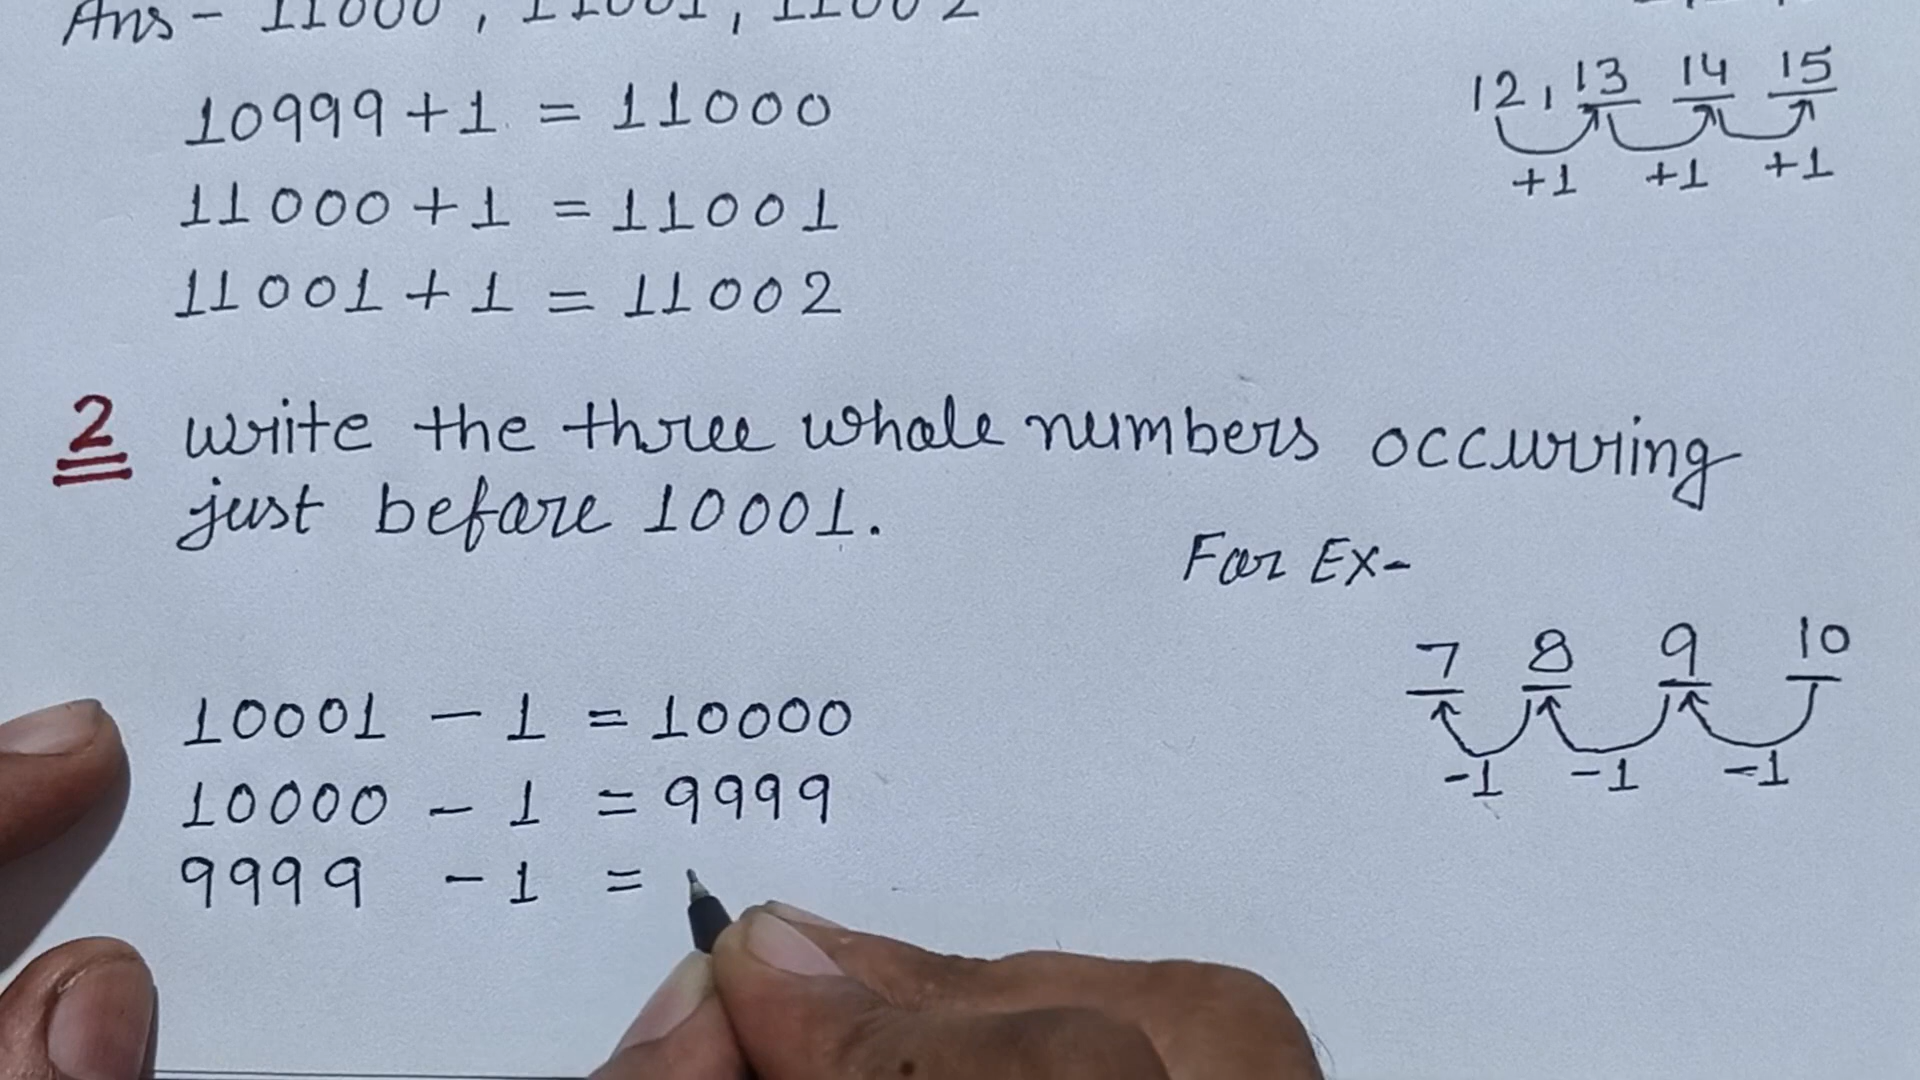 Ans - 11000, 11001, 11002
10999 + 1 = 11000
11000 + 1 = 11001
11001 + 1 = 11002
12, 13 14 15
+1 +1 +1
2 write the three whole numbers occurring
just before 10001.
For Ex-
7 8 9 10
-1 -1 -1
10001 - 1 = 10000
10000 - 1 = 9999
9999 - 1 =